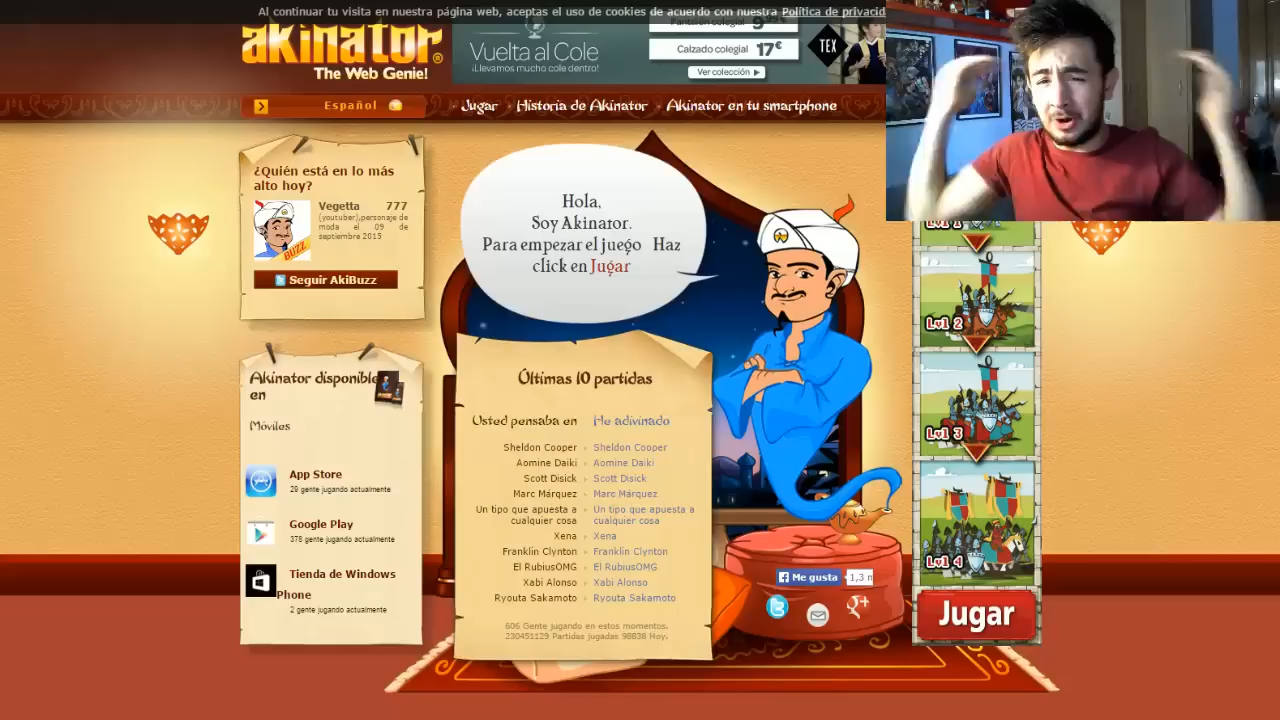 Al continuar tu visita en nuestra página web, aceptas el uso de cookies de acuerdo con nuestra Política de
akinator®
The Web Genie!
Vuelta al Cole
¡Llevamos mucho cole dentro!
Pantalón colegial
Calzado colegial 17€
Ver colección ▶
TEX
Español
· Jugar · Historia de Akinator · Akinator en tu smartphone
¿Quién está en lo más
alto hoy?
Vegetta 777
(youtuber),personaje de
moda el 09 de
septiembre 2015
BUZZ
Seguir AkiBuzz
Hola,
Soy Akinator.
Para empezar el juego Haz
click en Jugar
Akinator disponible
en
Móviles
App Store
29 gente jugando actualmente
Google Play
378 gente jugando actualmente
Tienda de Windows
Phone
2 gente jugando actualmente
Últimas 10 partidas
Usted pensaba en He adivinado
Sheldon Cooper · Sheldon Cooper
Aomine Daiki · Aomine Daiki
Scott Disick · Scott Disick
Marc Márquez · Marc Márquez
Un tipo que apuesta a · Un tipo que apuesta a
cualquier cosa cualquier cosa
Xena · Xena
Franklin Clynton · Franklin Clynton
El RubiusOMG · El RubiusOMG
Xabi Alonso · Xabi Alonso
Ryouta Sakamoto · Ryouta Sakamoto
606 Gente jugando en estos momentos.
230451129 Partidas jugadas 98838 Hoy.
Me gusta 1,3 
Lvl 1
Lvl 2
Lvl 3
Lvl 4
Jugar